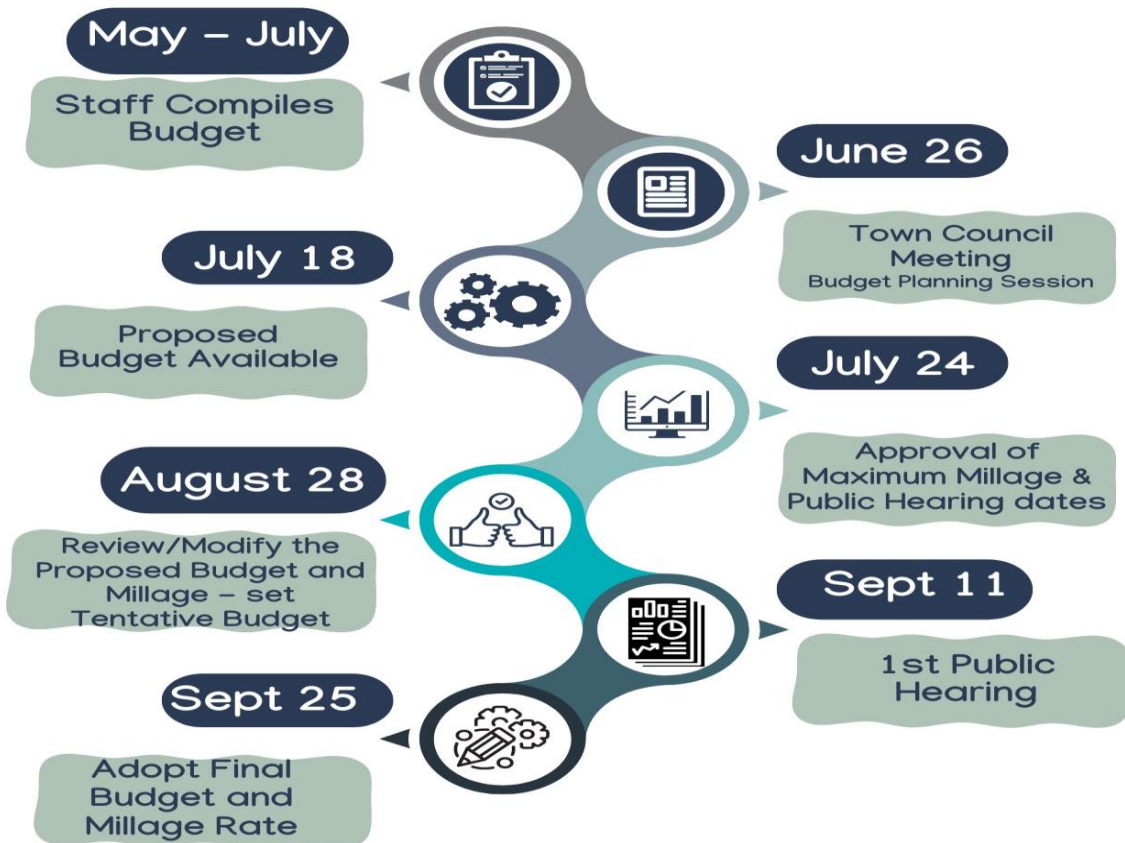 May – July
Staff Compiles
Budget
June 26
Town Council
Meeting
Budget Planning Session
July 18
Proposed
Budget Available
July 24
Approval of
Maximum Millage &
Public Hearing dates
August 28
Review/Modify the
Proposed Budget and
Millage – set
Tentative Budget
Sept 11
1st Public
Hearing
Sept 25
Adopt Final
Budget and
Millage Rate